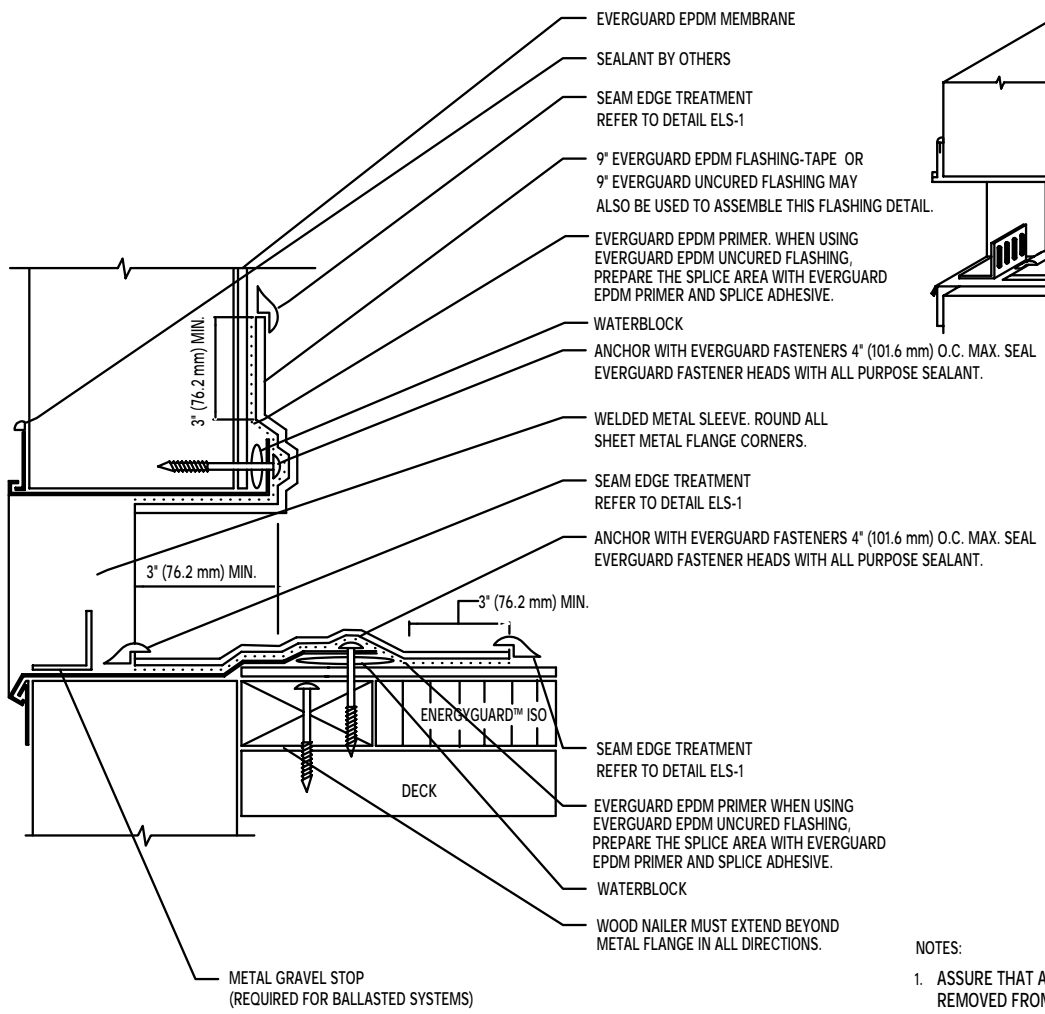 EVERGUARD EPDM MEMBRANE
SEALANT BY OTHERS
SEAM EDGE TREATMENT
REFER TO DETAIL ELS-1
9" EVERGUARD EPDM FLASHING-TAPE OR
9" EVERGUARD UNCURED FLASHING MAY
ALSO BE USED TO ASSEMBLE THIS FLASHING DETAIL.
EVERGUARD EPDM PRIMER. WHEN USING
EVERGUARD EPDM UNCURED FLASHING,
PREPARE THE SPLICE AREA WITH EVERGUARD
EPDM PRIMER AND SPLICE ADHESIVE.
WATERBLOCK
ANCHOR WITH EVERGUARD FASTENERS 4" (101.6 mm) O.C. MAX. SEAL
EVERGUARD FASTENER HEADS WITH ALL PURPOSE SEALANT.
3" (76.2 mm) MIN.
WELDED METAL SLEEVE. ROUND ALL
SHEET METAL FLANGE CORNERS.
SEAM EDGE TREATMENT
REFER TO DETAIL ELS-1
ANCHOR WITH EVERGUARD FASTENERS 4" (101.6 mm) O.C. MAX. SEAL
EVERGUARD FASTENER HEADS WITH ALL PURPOSE SEALANT.
3" (76.2 mm) MIN.
3" (76.2 mm) MIN.
ENERGYGUARD™ ISO
DECK
SEAM EDGE TREATMENT
REFER TO DETAIL ELS-1
EVERGUARD EPDM PRIMER WHEN USING
EVERGUARD EPDM UNCURED FLASHING,
PREPARE THE SPLICE AREA WITH EVERGUARD
EPDM PRIMER AND SPLICE ADHESIVE.
WATERBLOCK
WOOD NAILER MUST EXTEND BEYOND
METAL FLANGE IN ALL DIRECTIONS.
METAL GRAVEL STOP
(REQUIRED FOR BALLASTED SYSTEMS)
NOTES:
1. ASSURE THAT A
REMOVED FROM